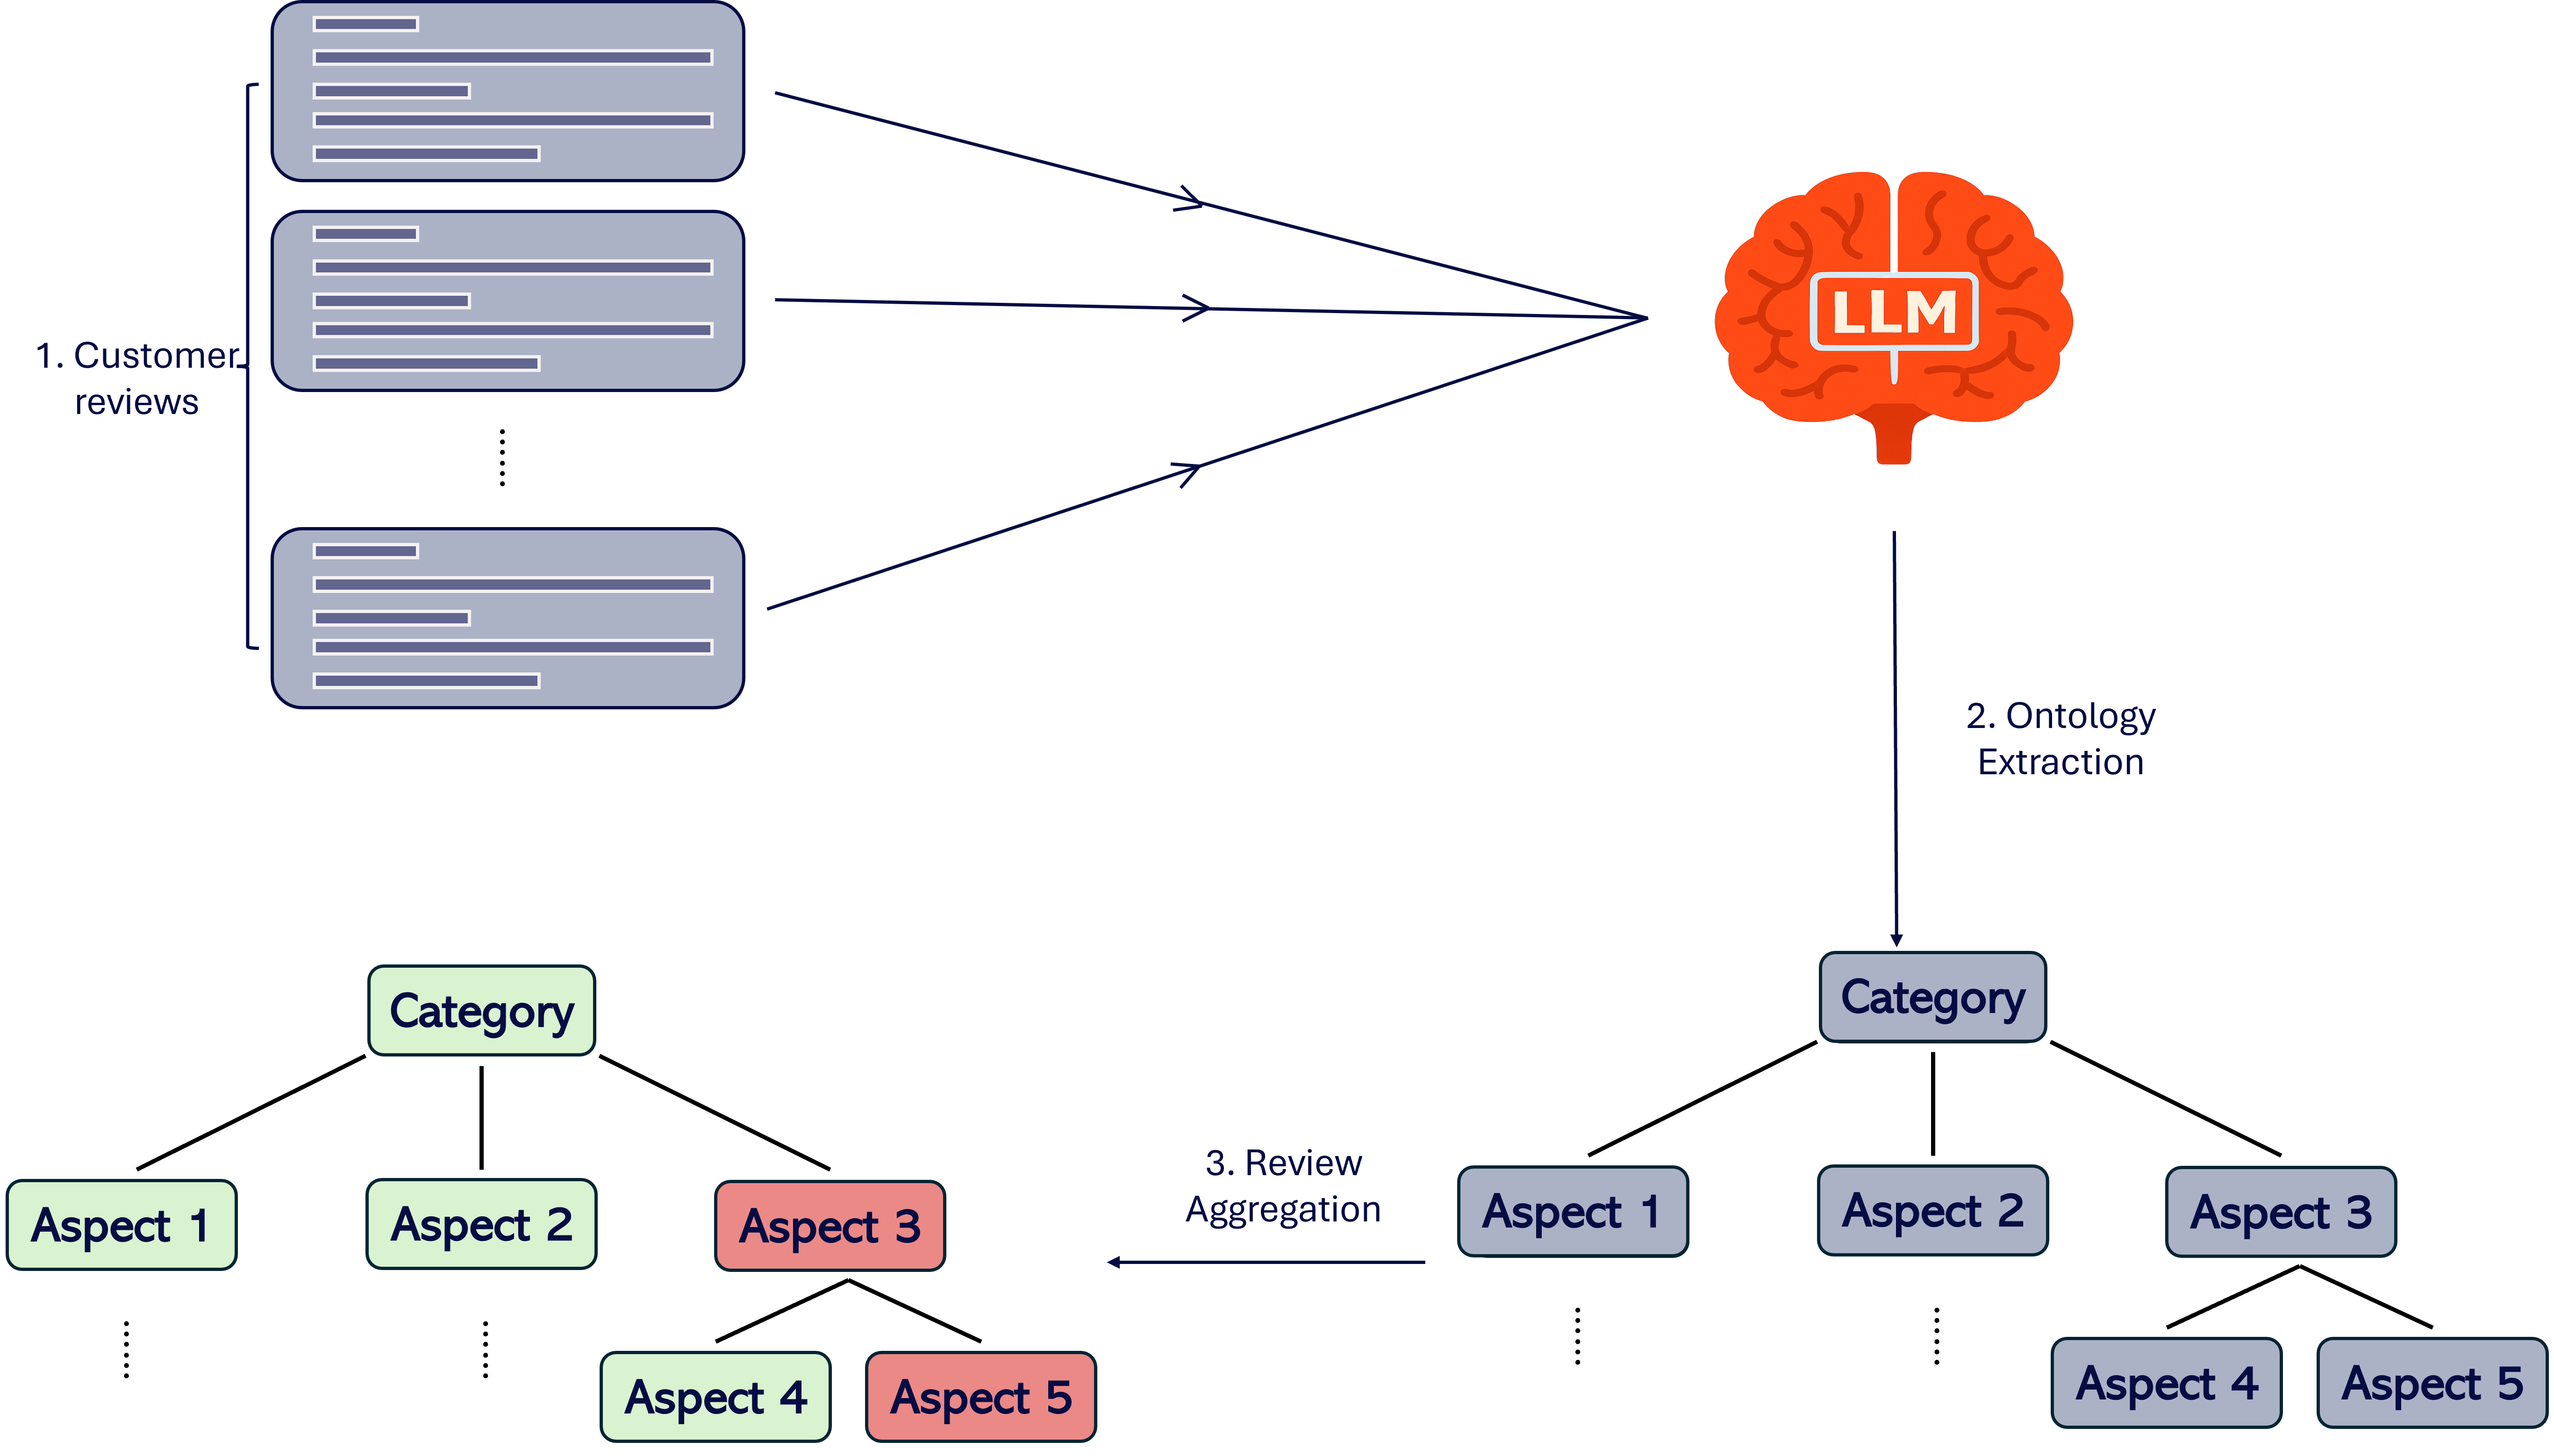 1. Customer
reviews
LLM
2. Ontology
Extraction
Category
Aspect 1
Aspect 2
Aspect 3
Aspect 4
Aspect 5
3. Review
Aggregation
Category
Aspect 1
Aspect 2
Aspect 3
Aspect 4
Aspect 5